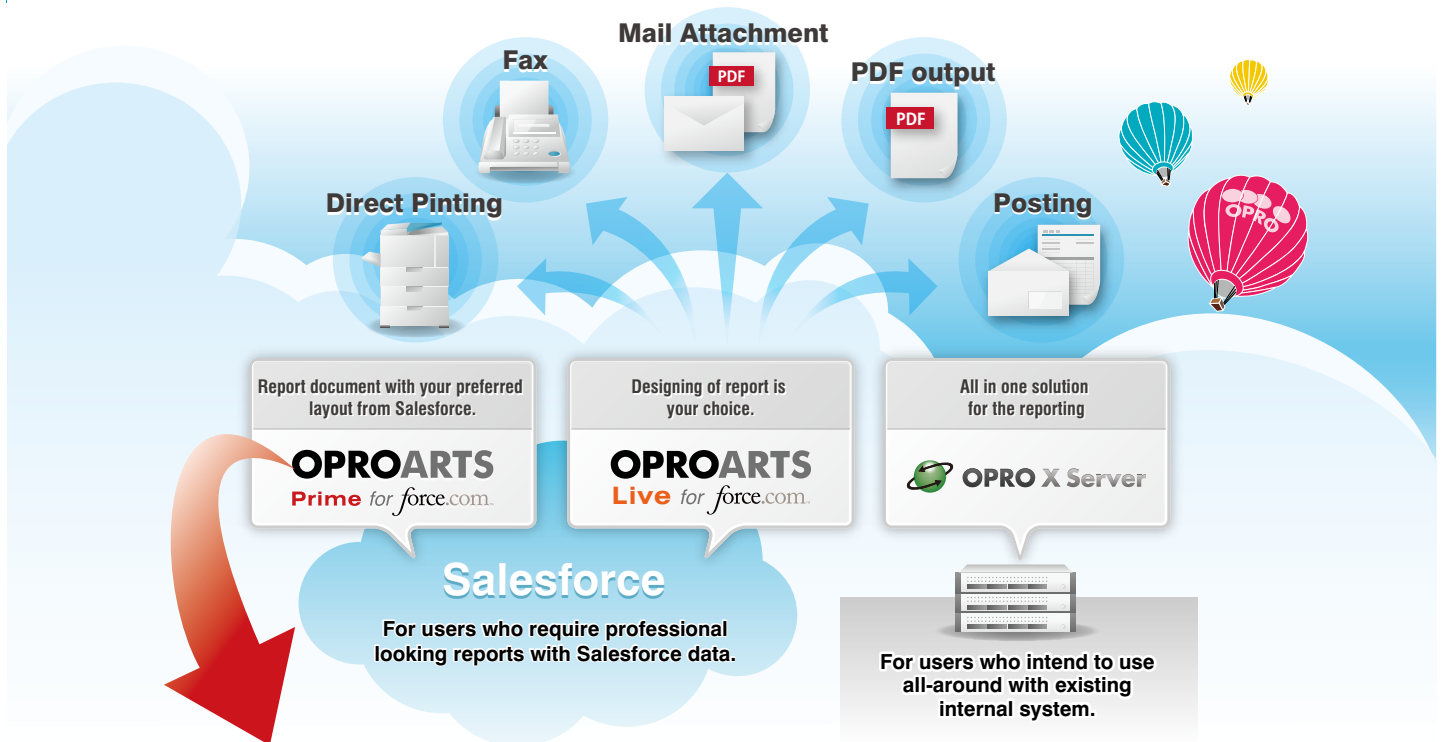 Mail Attachment
Fax
PDF output
PDF
PDF
Direct Pinting
Posting
OPRO
Report document with your preferred
layout from Salesforce.
OPROARTS
Prime for force.com
Designing of report is
your choice.
OPROARTS
Live for force.com
All in one solution
for the reporting
OPRO X Server
Salesforce
For users who require professional
looking reports with Salesforce data.
For users who intend to use
all-around with existing
internal system.